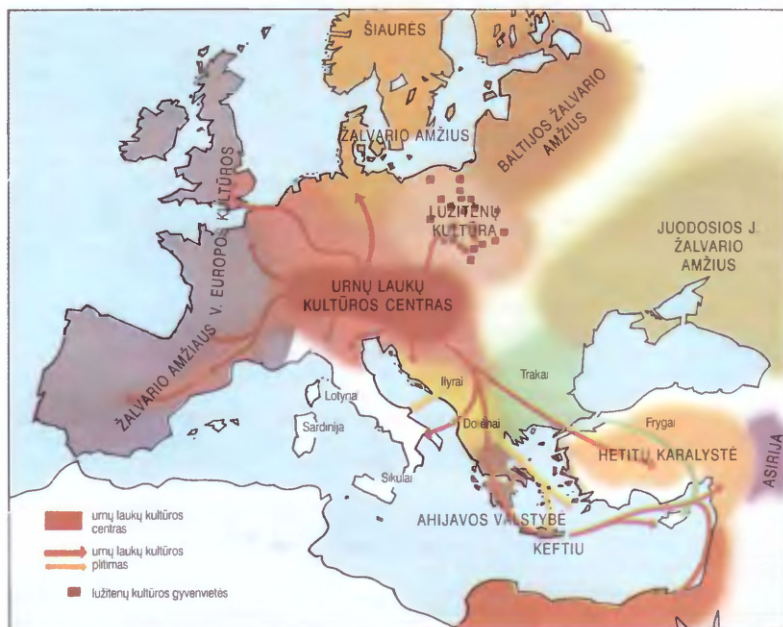 ŠIAURĖS
ŽALVARIO AMŽIUS
BALTIJOS ŽALVARIO
AMŽIUS
ŽALVARIO AMŽIAUS V. EUROPOS KULTŪROS
LUŽITĖNŲ
KULTŪRA
JUODOSIOS J.
ŽALVARIO
AMŽIUS
URNŲ LAUKŲ
KULTŪROS CENTRAS
Ilyrai
Trakai
Lotyna
Sardinija
Dorėnai
Frygai
HETITŲ KARALYSTĖ
ASIRIJA
Sikulai
AHIJAVOS VALSTYBĖ
KEFTIU
urnų laukų kultūros
centras
urnų laukų kultūros
plitimas
lužitėnų kultūros gyvenvietės